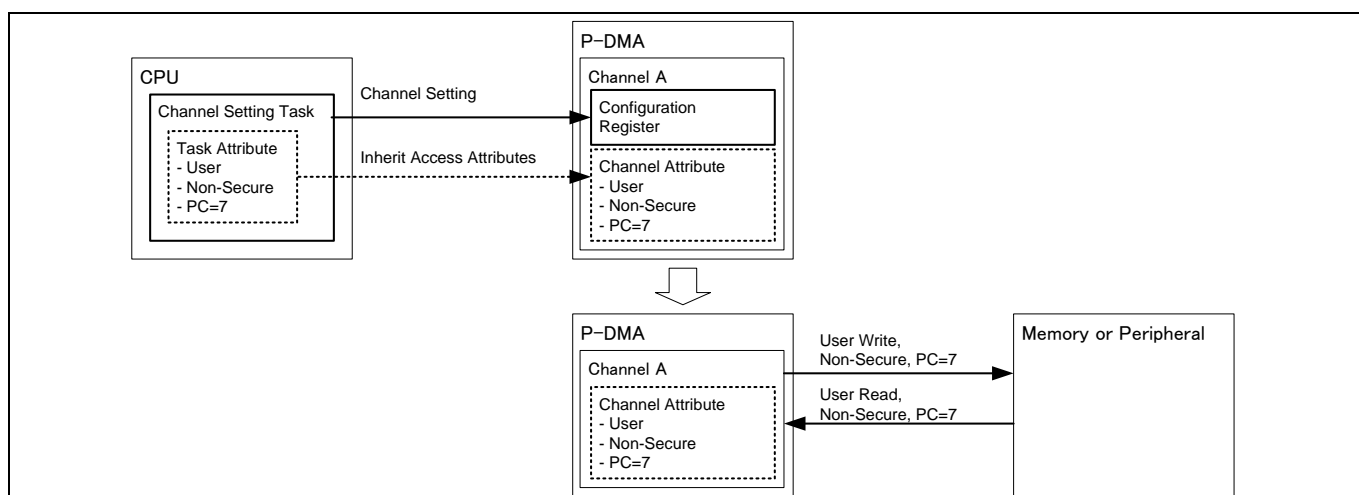 CPU
Channel Setting Task
Task Attribute
- User
- Non-Secure
- PC=7
Channel Setting
Inherit Access Attributes
P-DMA
Channel A
Configuration
Register
Channel Attribute
- User
- Non-Secure
- PC=7
P-DMA
Channel A
Channel Attribute
- User
- Non-Secure
- PC=7
User Write,
Non-Secure, PC=7
User Read,
Non-Secure, PC=7
Memory or Peripheral